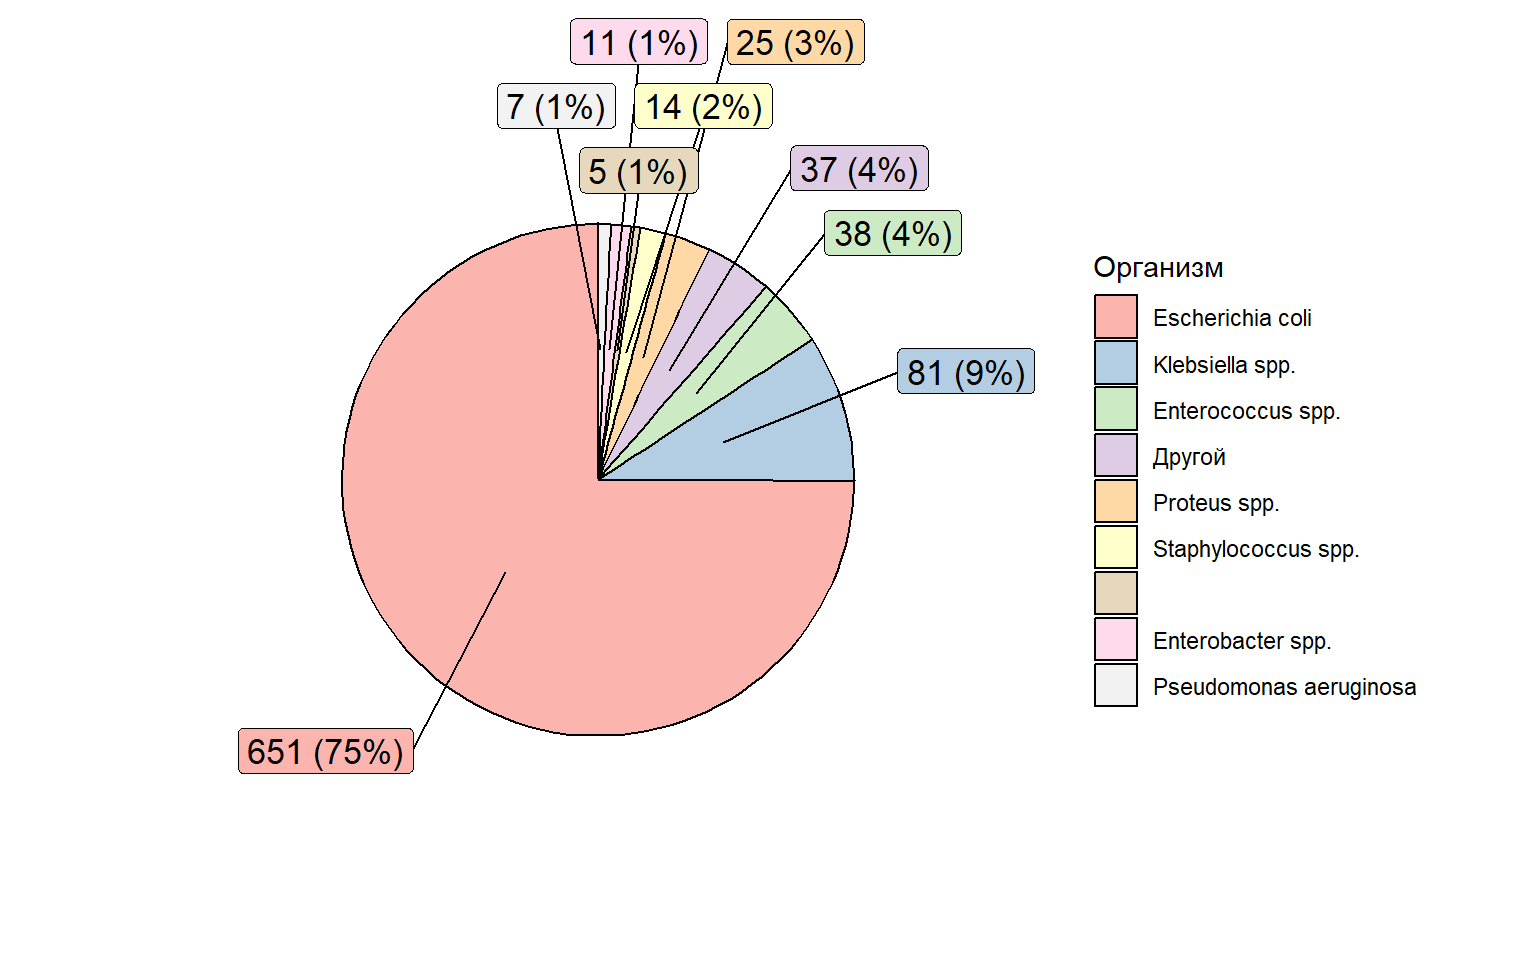 11 (1%)
25 (3%)
7 (1%)
14 (2%)
5 (1%)
37 (4%)
38 (4%)
81 (9%)
651 (75%)
Организм
Escherichia coli
Klebsiella spp.
Enterococcus spp.
Другой
Proteus spp.
Staphylococcus spp.
Enterobacter spp.
Pseudomonas aeruginosa